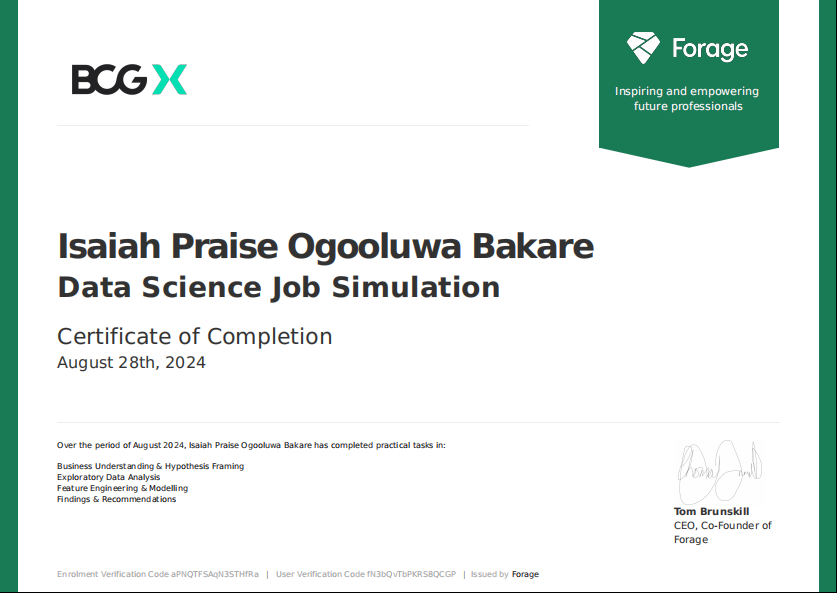 BCG X
Forage
Inspiring and empowering
future professionals
Isaiah Praise Ogooluwa Bakare
Data Science Job Simulation
Certificate of Completion
August 28th, 2024
Over the period of August 2024, Isaiah Praise Ogooluwa Bakare has completed practical tasks in:
Business Understanding & Hypothesis Framing
Exploratory Data Analysis
Feature Engineering & Modelling
Findings & Recommendations
Tom Brunskill
CEO, Co-Founder of
Forage
Enrolment Verification Code aPNQTFSAqN3STHfRa | User Verification Code fN3bQvTbPKRS8QCGP | Issued by Forage